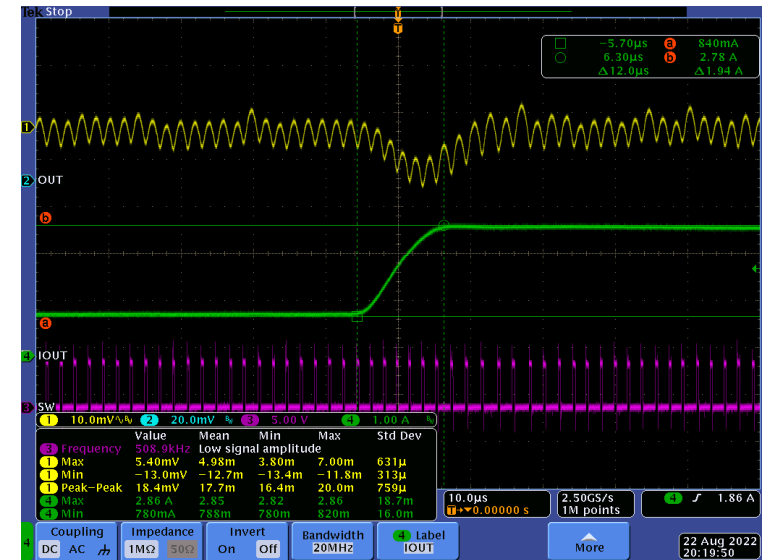 Tek Stop
T
T
-5.70µs a 840mA
6.30µs b 2.78 A
Δ12.0µs Δ1.94 A
1
2 OUT
b
a
4 IOUT
3 SW
1 10.0mV 2 20.0mV 3 5.00 V 4 1.00 A
Value Mean Min Max Std Dev
3 Frequency 508.9kHz Low signal amplitude
1 Max 5.40mV 4.98m 3.80m 7.00m 631µ
1 Min -13.0mV -12.7m -13.4m -11.8m 313µ
1 Peak-Peak 18.4mV 17.7m 16.4m 20.0m 759µ
4 Max 2.86 A 2.85 2.82 2.86 18.7m
4 Min 780mA 788m 780m 820m 16.0m
10.0µs
T 0.00000 s
2.50GS/s
1M points
4 1.86 A
4
Coupling
DC AC
Impedance
1MΩ 50Ω
Invert
On Off
Bandwidth
20MHz
4 Label
IOUT
More
22 Aug 2022
20:19:50